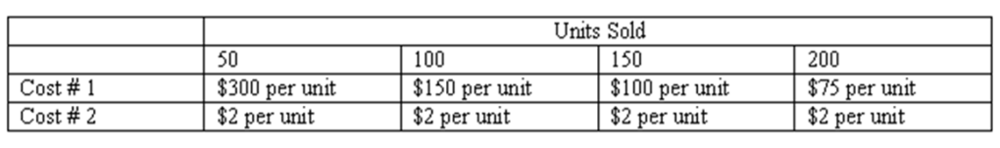 Units Sold
50 100 150 200
Cost # 1 $300 per unit $150 per unit $100 per unit $75 per unit
Cost # 2 $2 per unit $2 per unit $2 per unit $2 per unit